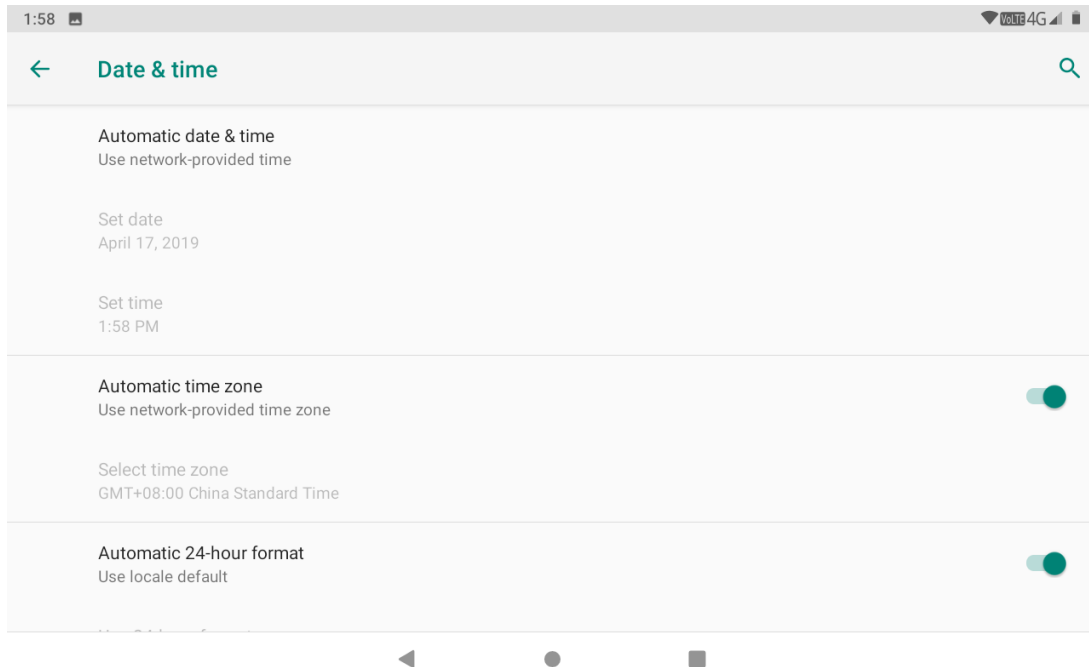 1:58 VoLTE 4G
Date & time
Automatic date & time
Use network-provided time
Set date
April 17, 2019
Set time
1:58 PM
Automatic time zone
Use network-provided time zone
Select time zone
GMT+08:00 China Standard Time
Automatic 24-hour format
Use locale default